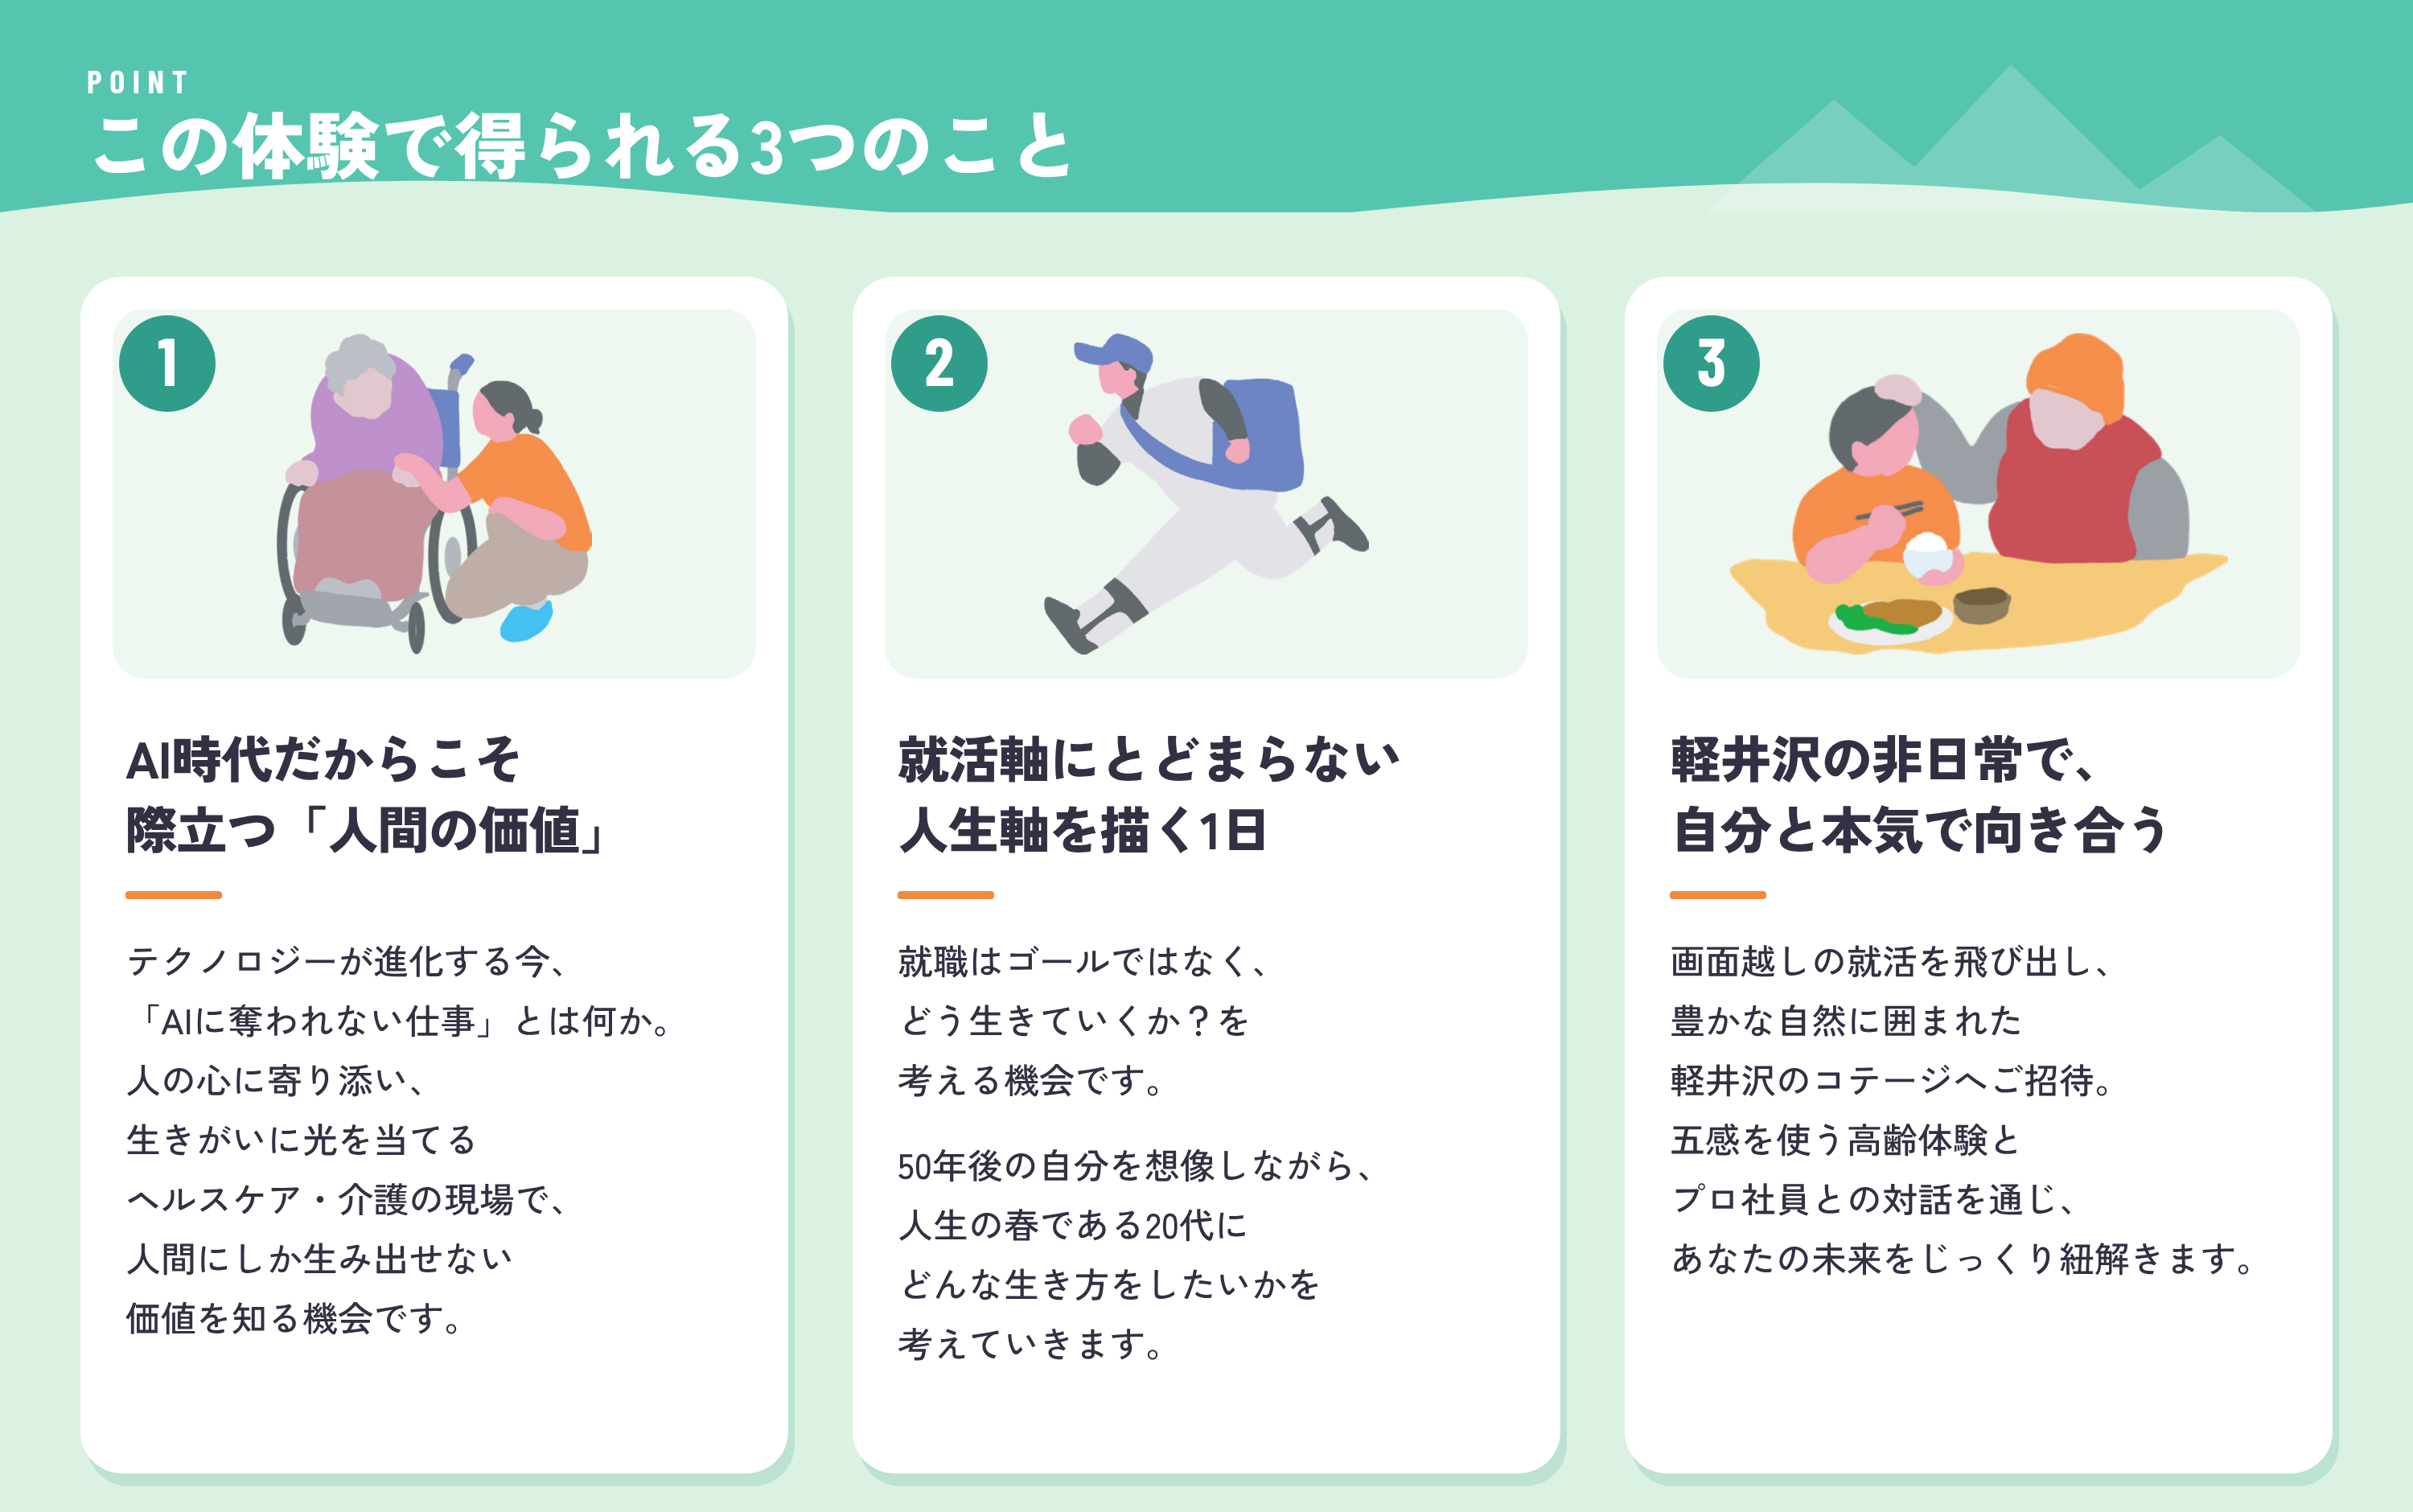 POINT
この体験で得られる3つのこと
1
AI時代だからこそ
際立つ「人間の価値」
テクノロジーが進化する今、
「AIに奪われない仕事」とは何か。
人の心に寄り添い、
生きがいに光を当てる
ヘルスケア・介護の現場で、
人間にしか生み出せない
価値を知る機会です。
2
就活軸にとどまらない
人生軸を描く1日
就職はゴールではなく、
どう生きていくか？を
考える機会です。
50年後の自分を想像しながら、
人生の春である20代に
どんな生き方をしたいかを
考えていきます。
3
軽井沢の非日常で、
自分と本気で向き合う
画面越しの就活を飛び出し、
豊かな自然に囲まれた
軽井沢のコテージへご招待。
五感を使う高齢体験と
プロ社員との対話を通じ、
あなたの未来をじっくり紐解きます。